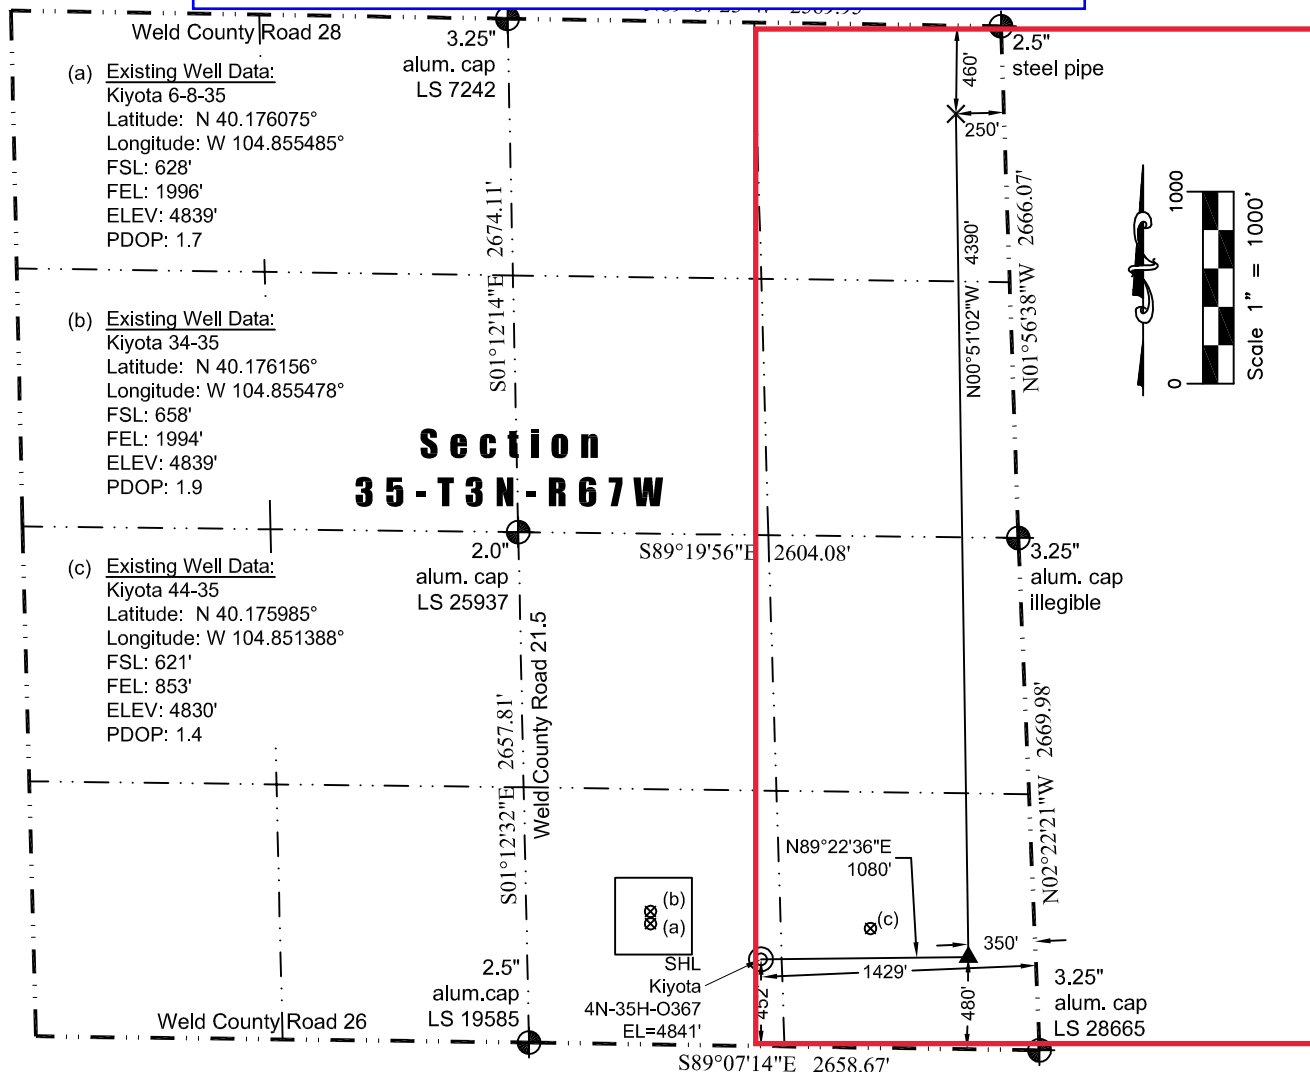 Weld County Road 28
3.25"
alum. cap
LS 7242
2.5"
steel pipe
460'
250'
(a) Existing Well Data:
Kiyota 6-8-35
Latitude: N 40.176075°
Longitude: W 104.855485°
FSL: 628'
FEL: 1996'
ELEV: 4839'
PDOP: 1.7
S01°12'14"E 2674.11'
N00°51'02"W 4390'
N01°56'38"W 2666.07'
0 1000
Scale 1" = 1000'
(b) Existing Well Data:
Kiyota 34-35
Latitude: N 40.176156°
Longitude: W 104.855478°
FSL: 658'
FEL: 1994'
ELEV: 4839'
PDOP: 1.9
Section
35-T3N-R67W
2.0"
alum. cap
LS 25937
S89°19'56"E 2604.08'
3.25"
alum. cap
illegible
(c) Existing Well Data:
Kiyota 44-35
Latitude: N 40.175985°
Longitude: W 104.851388°
FSL: 621'
FEL: 853'
ELEV: 4830'
PDOP: 1.4
S01°12'32"E 2657.81'
Weld County Road 21.5
N02°22'21"W 2669.98'
N89°22'36"E
1080'
(b)
(a)
(c)
350'
1429'
SHL
Kiyota
4N-35H-O367
EL=4841'
452'
480'
2.5"
alum.cap
LS 19585
3.25"
alum. cap
LS 28665
Weld County Road 26
S89°07'14"E 2658.67'